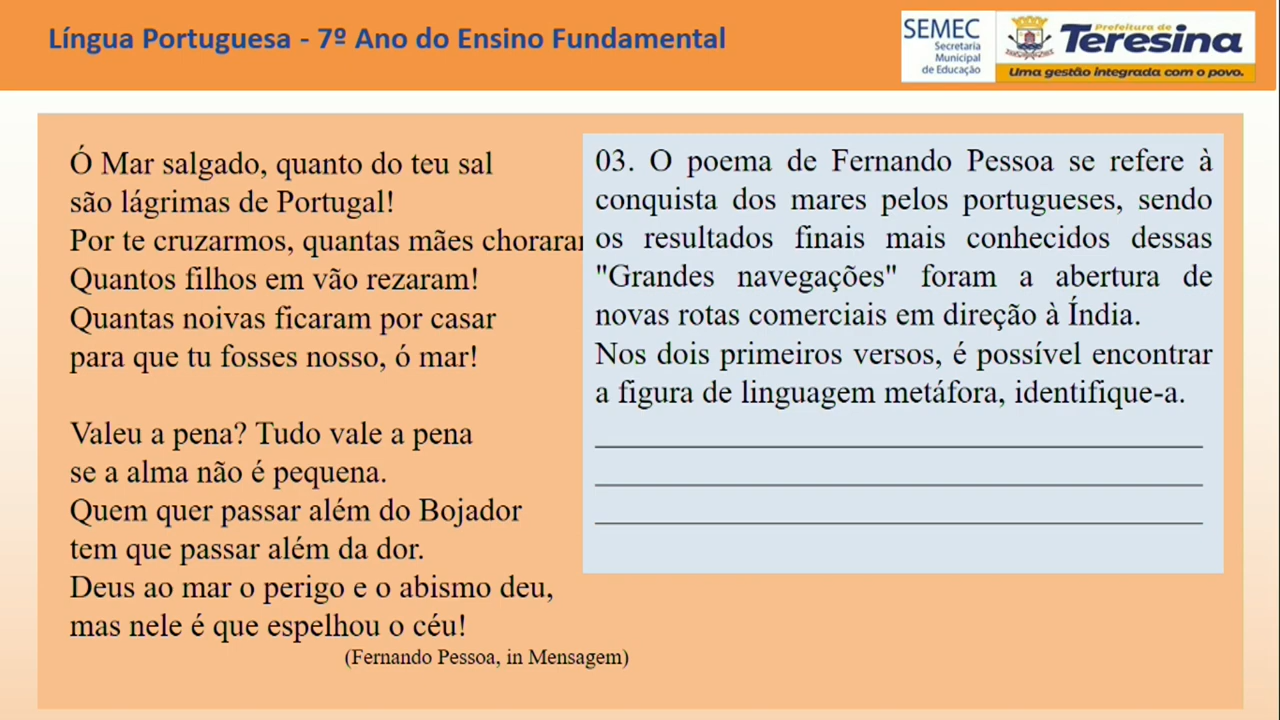 Língua Portuguesa - 7º Ano do Ensino Fundamental
SEMEC
Secretaria
Municipal
de Educação
Prefeitura de
Teresina
Uma gestão integrada com o povo.
Ó Mar salgado, quanto do teu sal
são lágrimas de Portugal!
Por te cruzarmos, quantas mães
Quantos filhos em vão rezaram!
Quantas noivas ficaram por casar
para que tu fosses nosso, ó mar!
Valeu a pena? Tudo vale a pena
se a alma não é pequena.
Quem quer passar além do Bojador
tem que passar além da dor.
Deus ao mar o perigo e o abismo deu,
mas nele é que espelhou o céu!
(Fernando Pessoa, in Mensagem)
03. O poema de Fernando Pessoa se refere à
conquista dos mares pelos portugueses, sendo
os resultados finais mais conhecidos dessas
"Grandes navegações" foram a abertura de
novas rotas comerciais em direção à Índia.
Nos dois primeiros versos, é possível encontrar
a figura de linguagem metáfora, identifique-a.